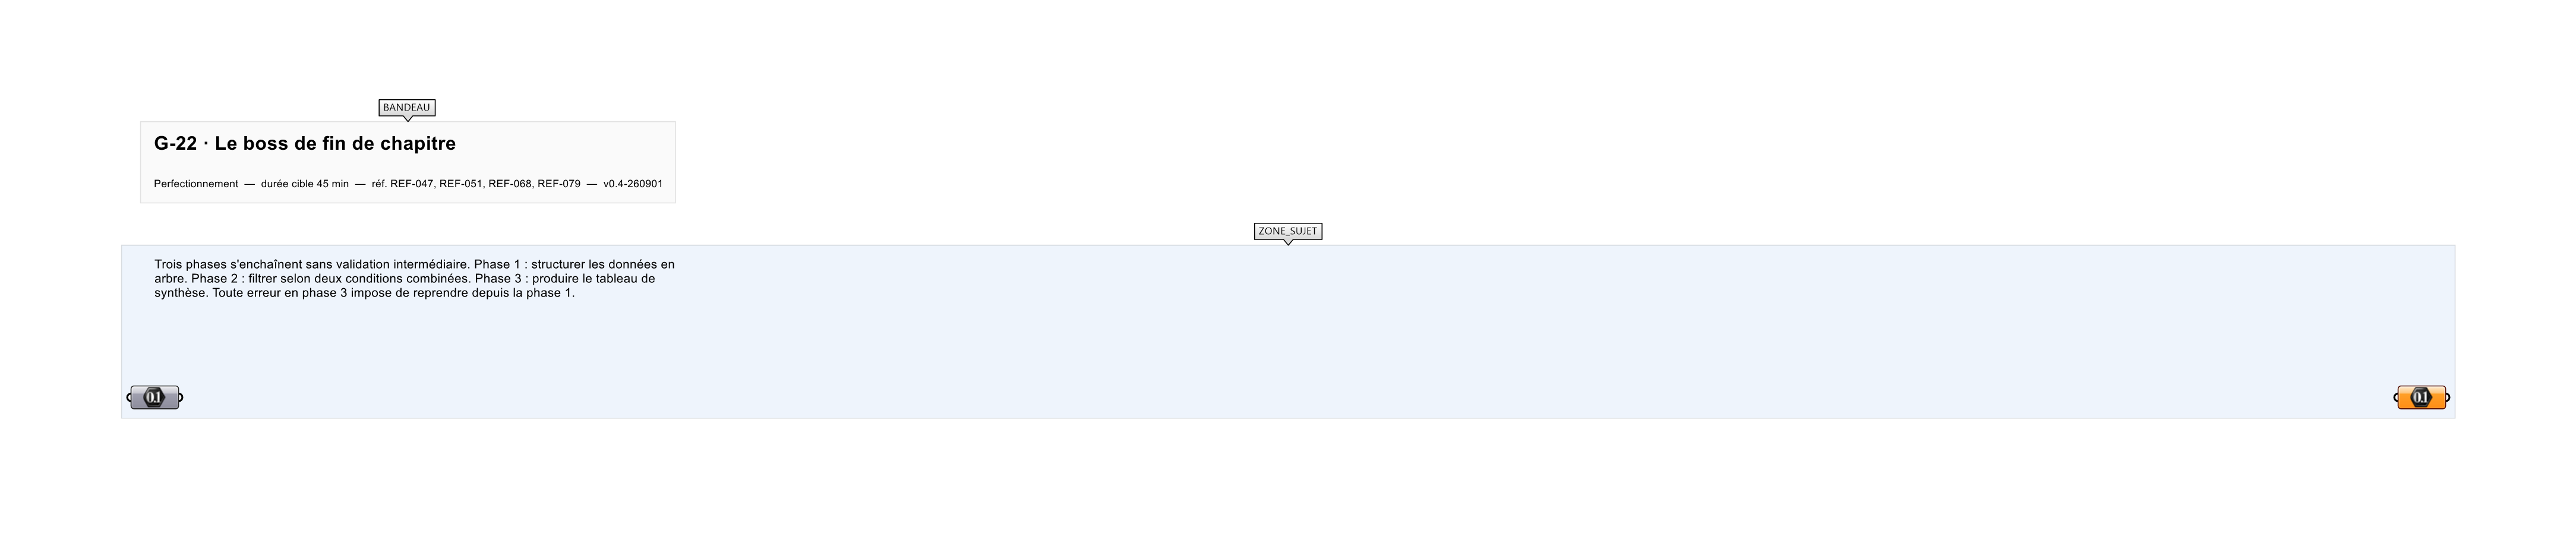 BANDEAU
G-22 · Le boss de fin de chapitre
Perfectionnement — durée cible 45 min — réf. REF-047, REF-051, REF-068, REF-079 — v0.4-260901
ZONE_SUJET
Trois phases s'enchaînent sans validation intermédiaire. Phase 1 : structurer les données en
arbre. Phase 2 : filtrer selon deux conditions combinées. Phase 3 : produire le tableau de
synthèse. Toute erreur en phase 3 impose de reprendre depuis la phase 1.
0.1
0.1